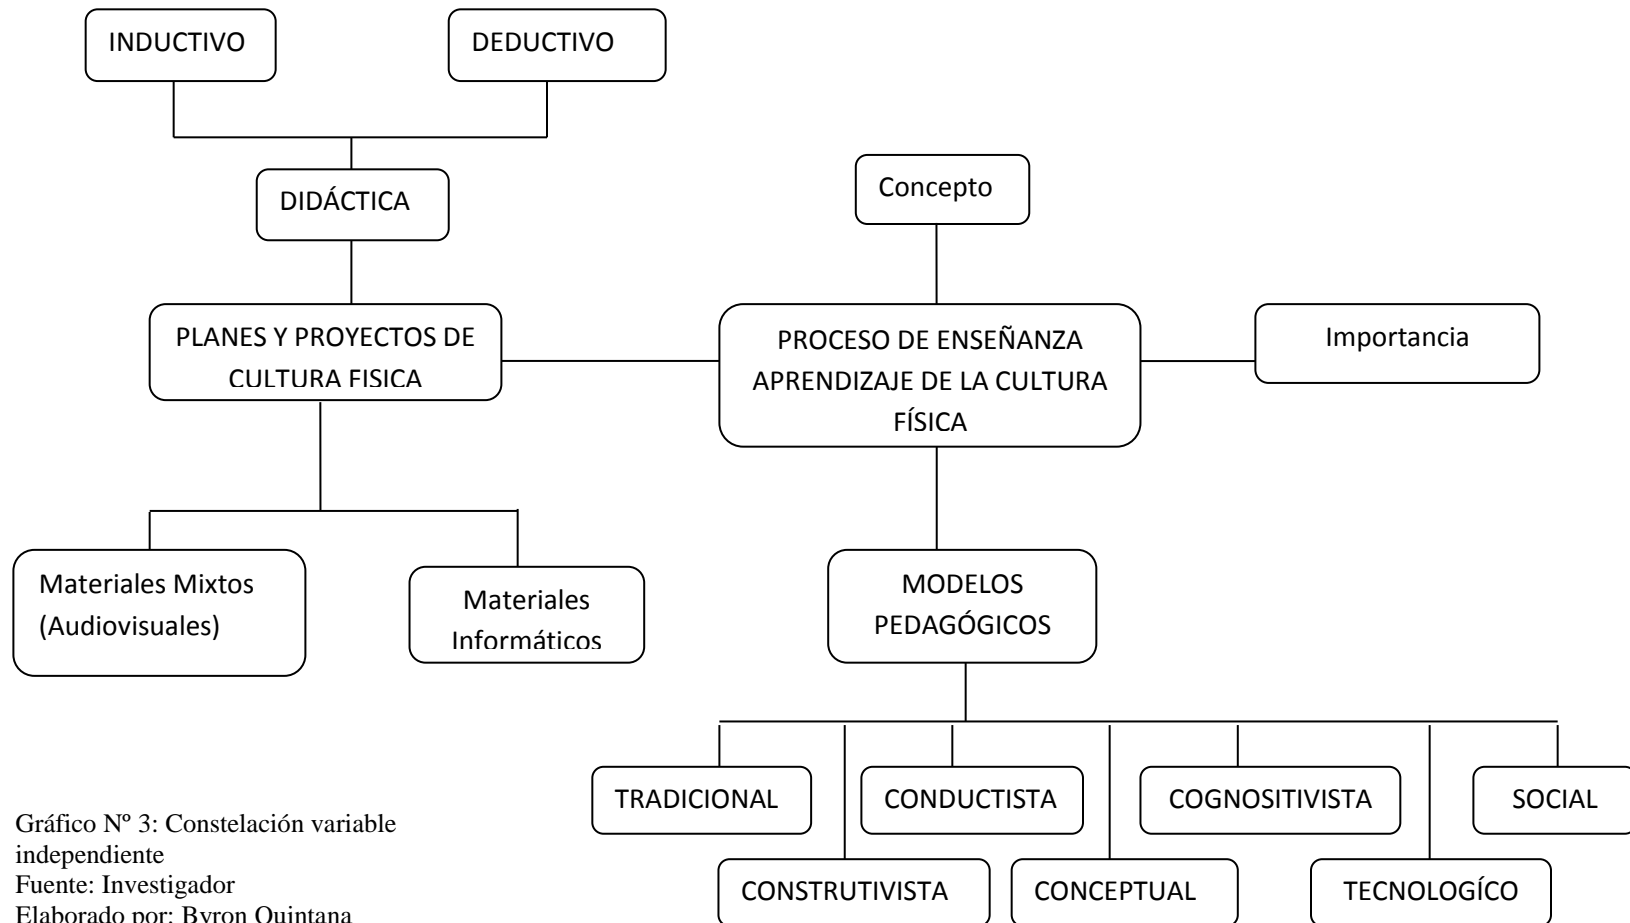 INDUCTIVO
DEDUCTIVO
DIDÁCTICA
Concepto
PLANES Y PROYECTOS DE
CULTURA FISICA
PROCESO DE ENSEÑANZA
APRENDIZAJE DE LA CULTURA
FÍSICA
Importancia
Materiales Mixtos
(Audiovisuales)
Materiales
Informáticos
MODELOS
PEDAGÓGICOS
TRADICIONAL
CONDUCTISTA
COGNOSITIVISTA
SOCIAL
CONSTRUTIVISTA
CONCEPTUAL
TECNOLOGÍCO
Gráfico Nº 3: Constelación variable
independiente
Fuente: Investigador
Elaborado por: Byron Quintana